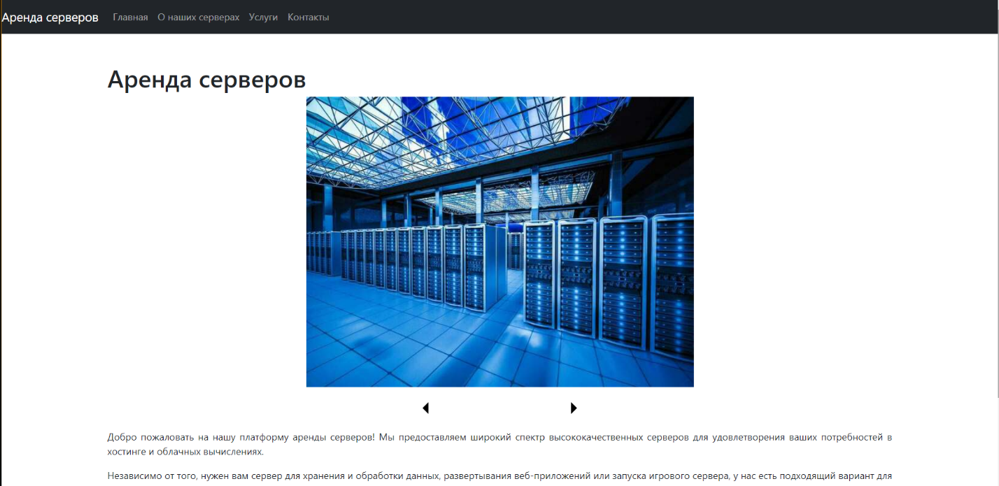 Аренда серверов Главная О наших серверах Услуги Контакты
Аренда серверов
Добро пожаловать на нашу платформу аренды серверов! Мы предоставляем широкий спектр высококачественных серверов для удовлетворения ваших потребностей в
хостинге и облачных вычислениях.
Независимо от того, нужен вам сервер для хранения и обработки данных, развертывания веб-приложений или запуска игрового сервера, у нас есть подходящий вариант для